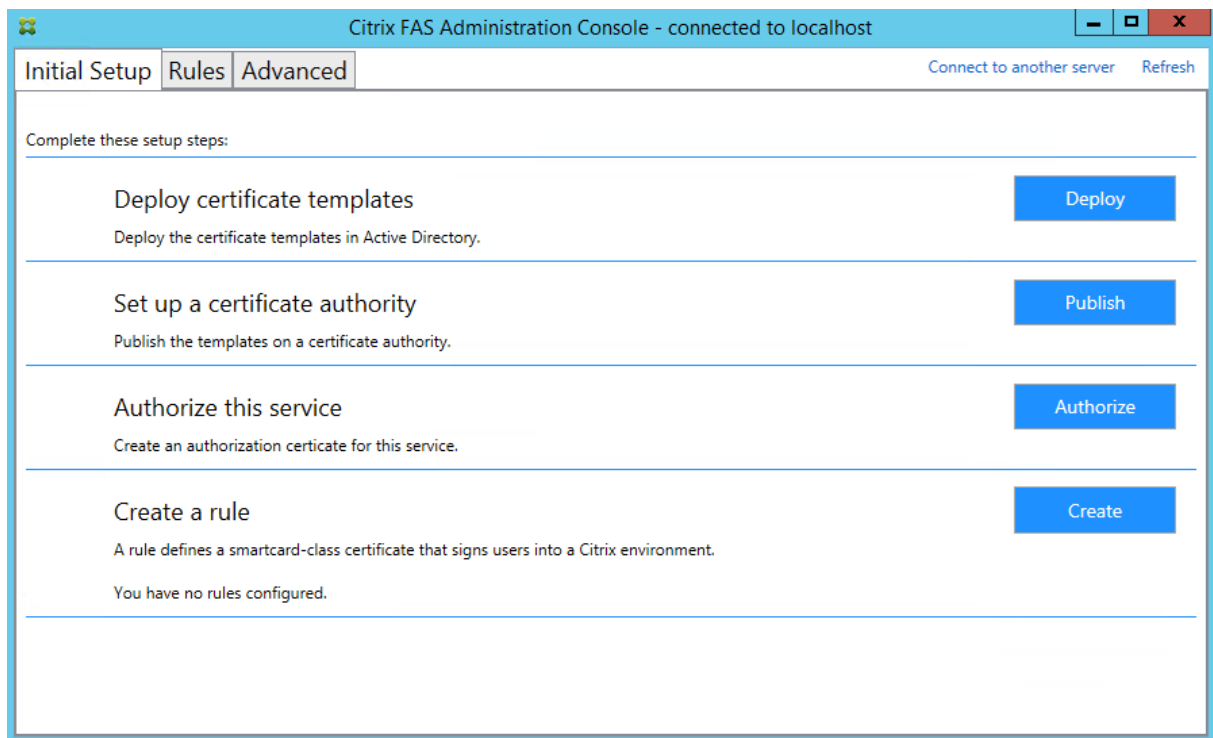 Citrix FAS Administration Console - connected to localhost
Initial Setup Rules Advanced Connect to another server Refresh
Complete these setup steps:
Deploy certificate templates
Deploy
Deploy the certificate templates in Active Directory.
Set up a certificate authority
Publish
Publish the templates on a certificate authority.
Authorize this service
Authorize
Create an authorization certicate for this service.
Create a rule
Create
A rule defines a smartcard-class certificate that signs users into a Citrix environment.
You have no rules configured.